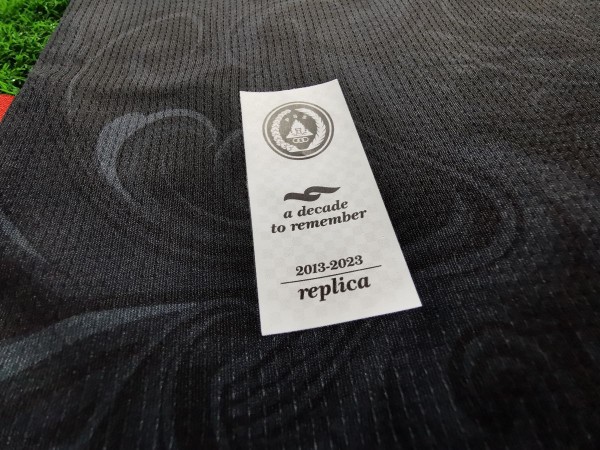 P S S
a decade
to remember
2013-2023
replica